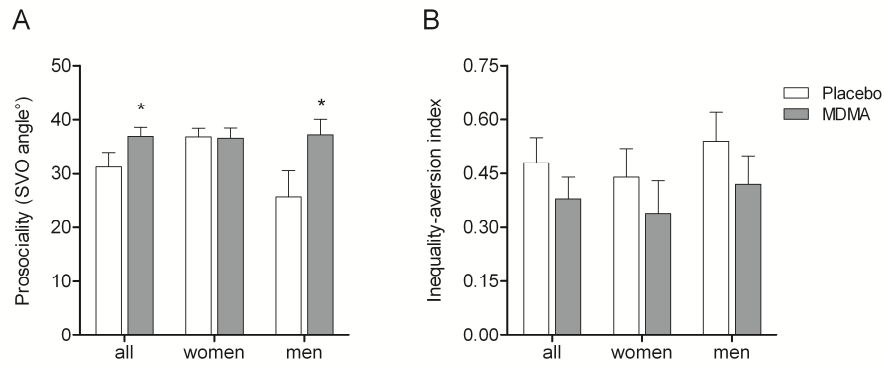 A
Prosociality (SVO angle°)
50
40
30
20
10
0
*
*
all women men
B
Inequality-aversion index
0.75
0.60
0.45
0.30
0.15
0.00
all women men
Placebo
MDMA